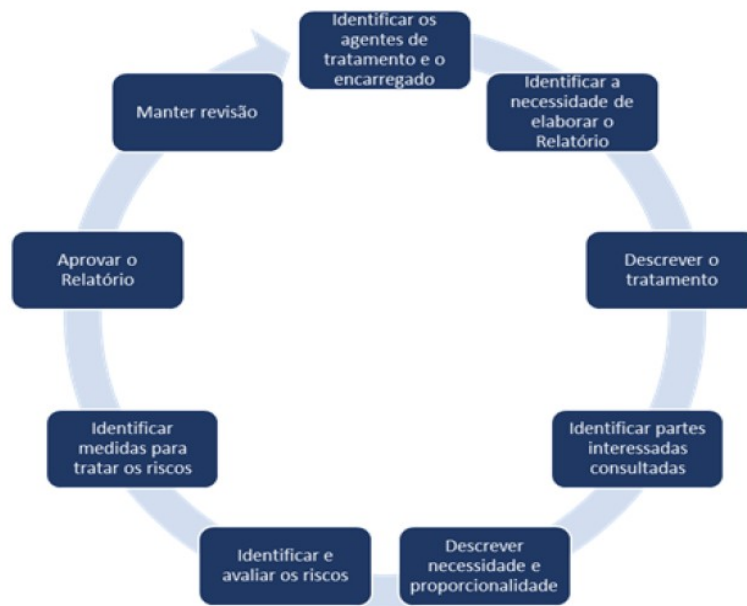 Identificar os
agentes de
tratamento e o
encarregado
Identificar a
necessidade de
elaborar o
Relatório
Descrever o
tratamento
Identificar partes
interessadas
consultadas
Descrever
necessidade e
proporcionalidade
Identificar e
avaliar os riscos
Identificar
medidas para
tratar os riscos
Aprovar o
Relatório
Manter revisão